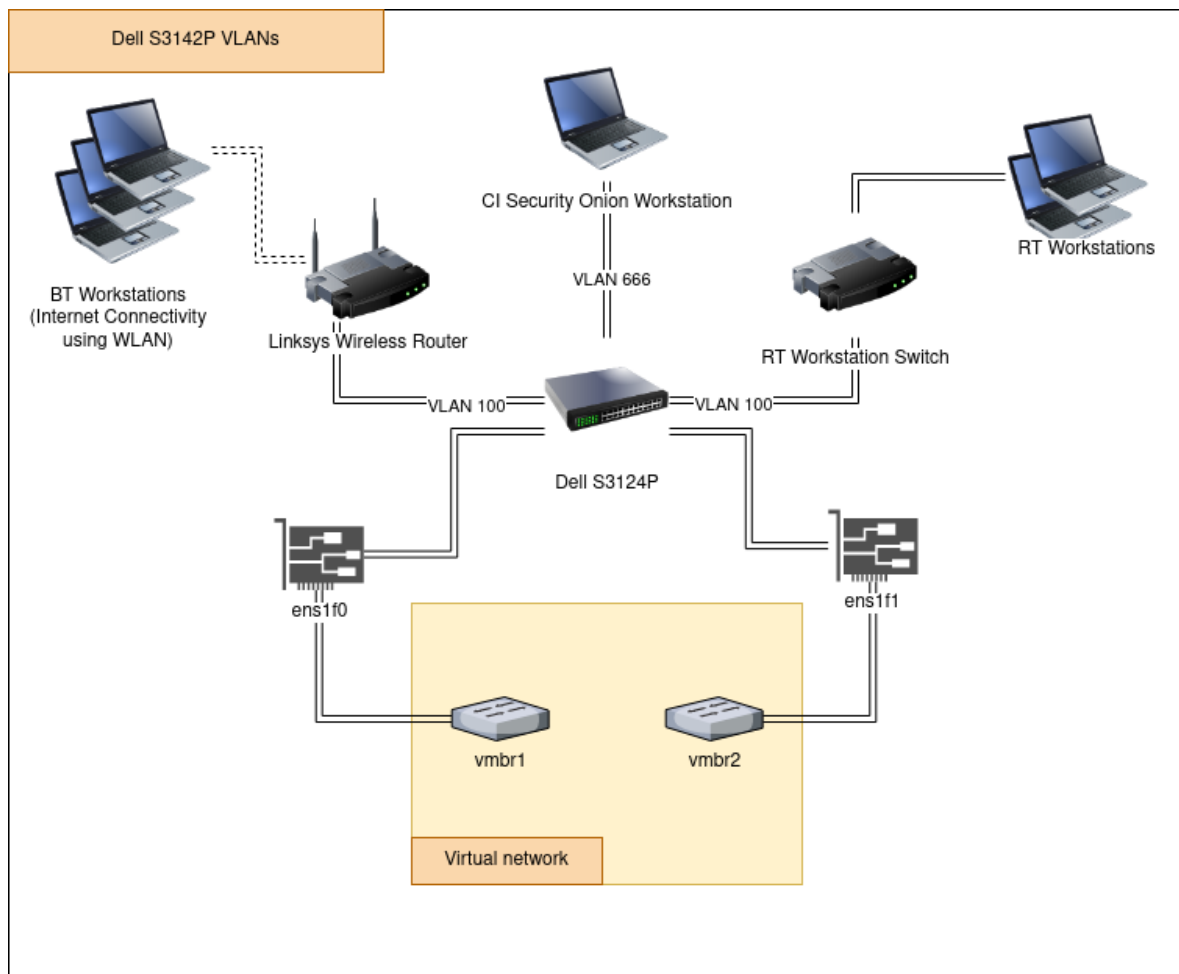 Dell S3142P VLANs
CI Security Onion Workstation
RT Workstations
VLAN 666
BT Workstations
(Internet Connectivity
using WLAN)
Linksys Wireless Router
RT Workstation Switch
VLAN 100
VLAN 100
Dell S3124P
ens1f0
ens1f1
vmbr1
vmbr2
Virtual network